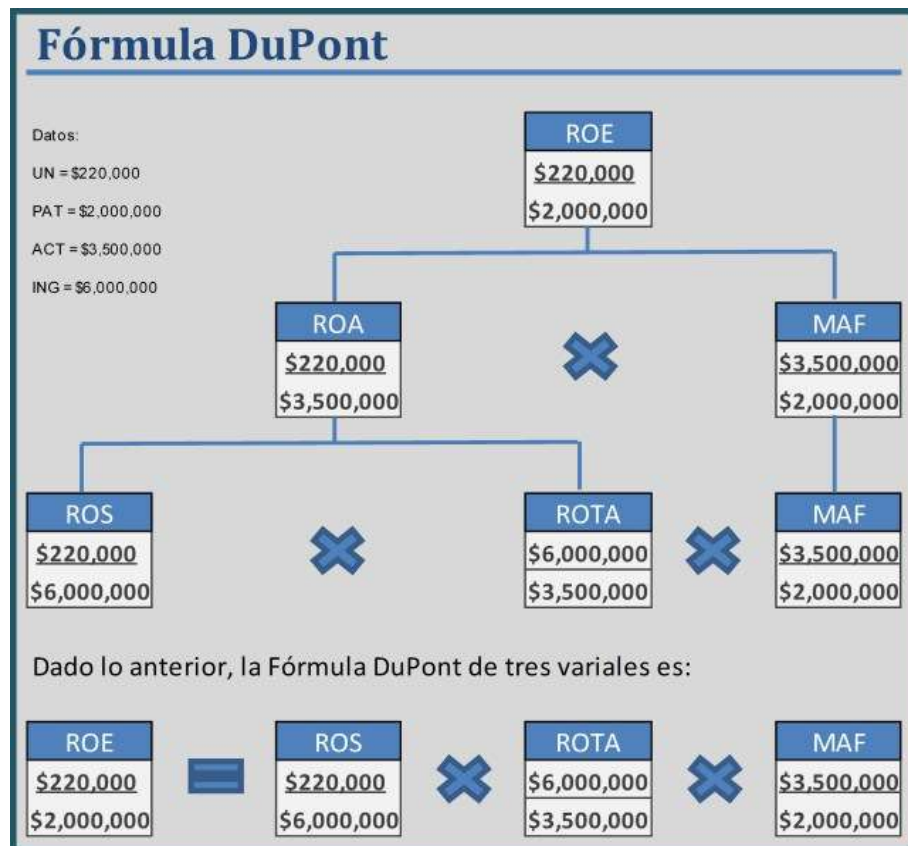 Fórmula DuPont
Datos:
UN = $220,000
PAT = $2,000,000
ACT = $3,500,000
ING = $6,000,000
ROE
$220,000
$2,000,000
ROA
$220,000
$3,500,000
MAF
$3,500,000
$2,000,000
ROS
$220,000
$6,000,000
ROTA
$6,000,000
$3,500,000
MAF
$3,500,000
$2,000,000
Dado lo anterior, la Fórmula DuPont de tres variales es:
ROE
$220,000
$2,000,000
ROS
$220,000
$6,000,000
ROTA
$6,000,000
$3,500,000
MAF
$3,500,000
$2,000,000